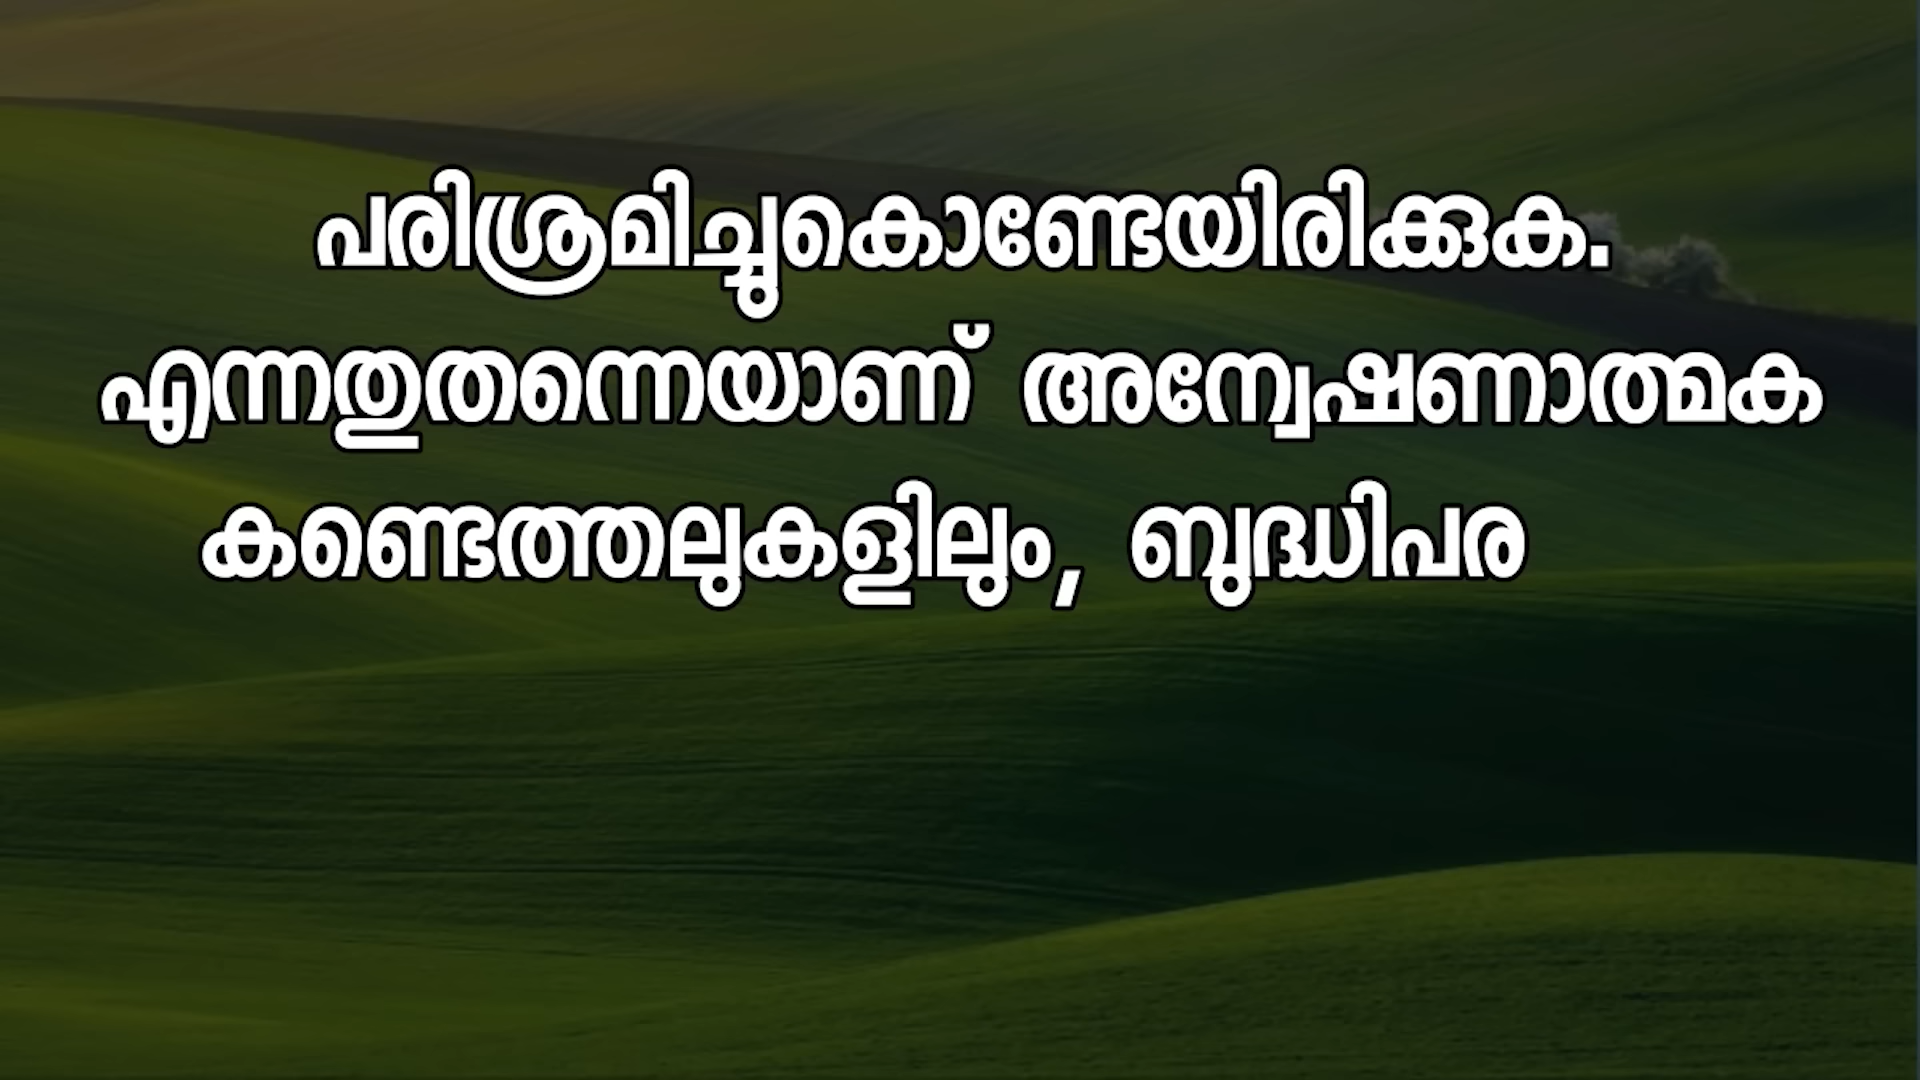 പരിശ്രമിച്ചുകൊണ്ടേയിരിക്കുക.
എന്നതുതന്നെയാണ് അന്വേഷണാത്മക
കണ്ടെത്തലുകളിലും, ബുദ്ധിപര